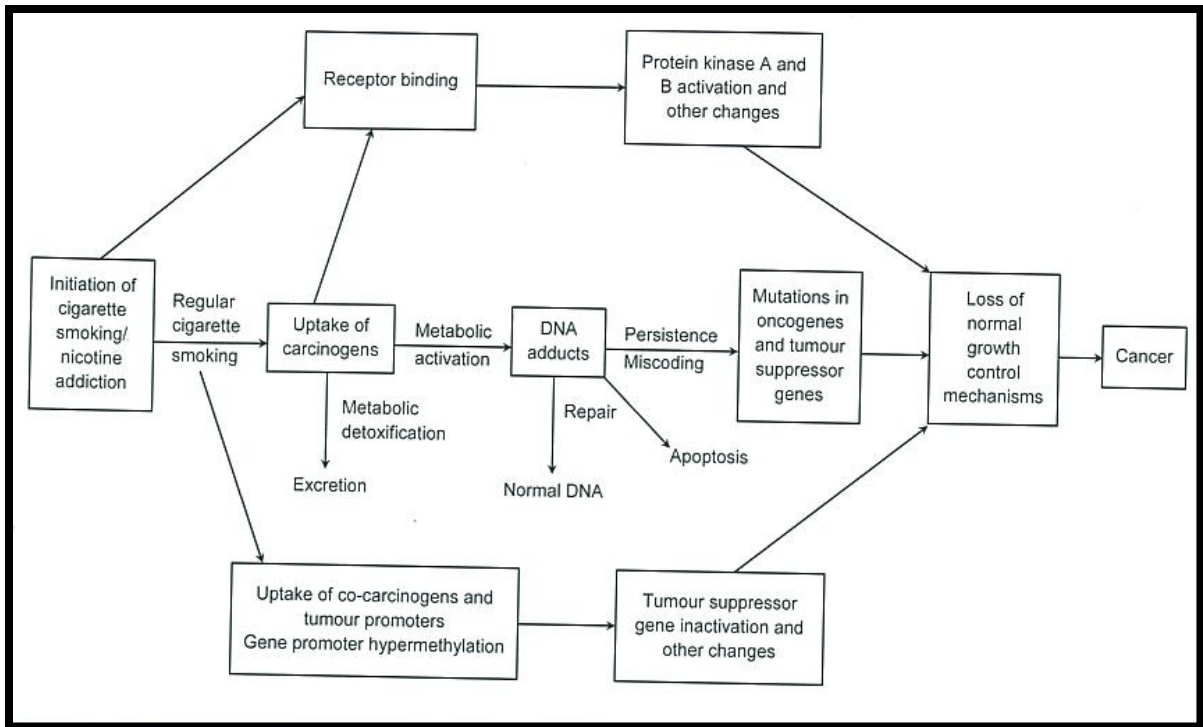 Receptor binding
Protein kinase A and
B activation and
other changes
Initiation of
cigarette
smoking/
nicotine
addiction
Regular
cigarette
smoking
Uptake of
carcinogens
Metabolic
activation
DNA
adducts
Persistence
Miscoding
Mutations in
oncogenes
and tumour
suppressor
genes
Loss of
normal
growth
control
mechanisms
Cancer
Metabolic
detoxification
Excretion
Repair
Normal DNA
Apoptosis
Uptake of co-carcinogens and
tumour promoters
Gene promoter hypermethylation
Tumour suppressor
gene inactivation and
other changes